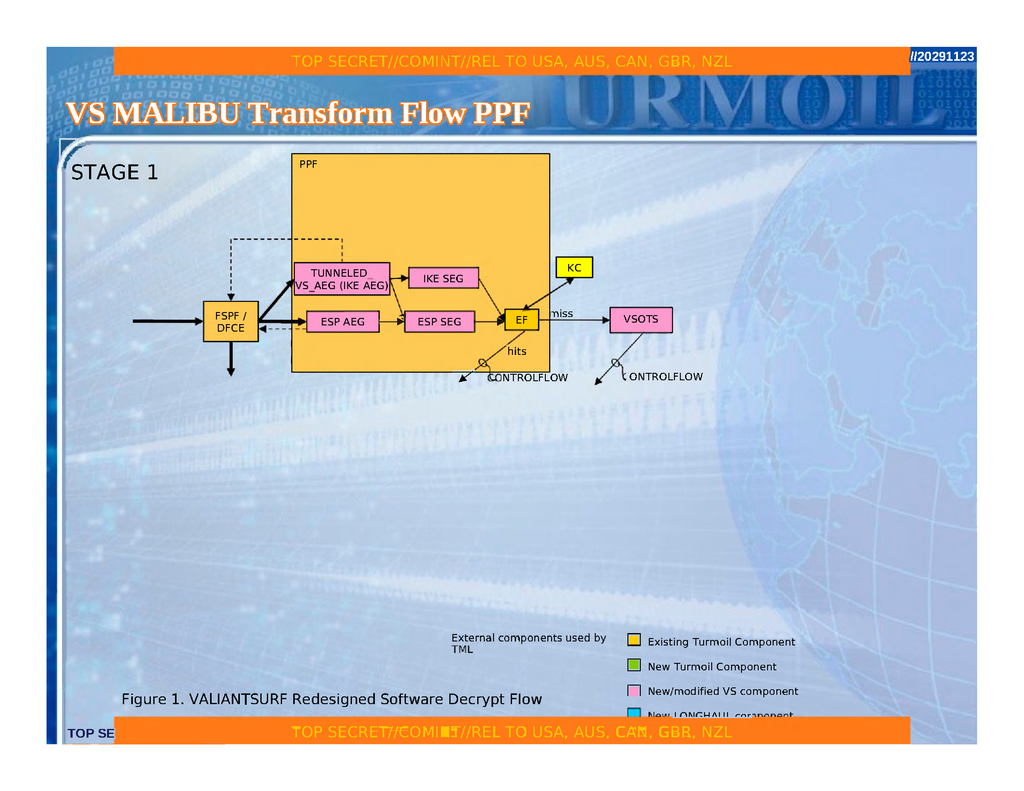 TOP SECRET//COMINT//REL TO USA, AUS, CAN, GBR, NZL
//20291123
TURMOIL
VS MALIBU Transform Flow PPF
STAGE 1
PPF
KC
TUNNELED_
VS_AEG (IKE AEG)
IKE SEG
FSPF /
DFCE
ESP AEG
ESP SEG
EF
miss
VSOTS
hits
CONTROLFLOW
ONTROLFLOW
External components used by
TML
Existing Turmoil Component
New Turmoil Component
New/modified VS component
New LONGHAUL component
Figure 1. VALIANTSURF Redesigned Software Decrypt Flow
TOP SE
TOP SECRET//COMINT//REL TO USA, AUS, CAN, GBR, NZL